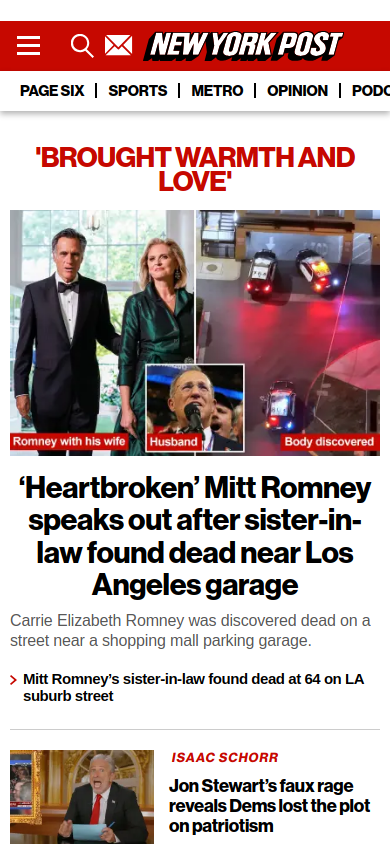 NEW YORK POST
PAGE SIX
SPORTS
METRO
OPINION
PODC
'BROUGHT WARMTH AND
LOVE'
Romney with his wife
Husband
Body discovered
‘Heartbroken’ Mitt Romney
speaks out after sister-in-
law found dead near Los
Angeles garage
Carrie Elizabeth Romney was discovered dead on a
street near a shopping mall parking garage.
Mitt Romney’s sister-in-law found dead at 64 on LA
suburb street
ISAAC SCHORR
Jon Stewart’s faux rage
reveals Dems lost the plot
on patriotism